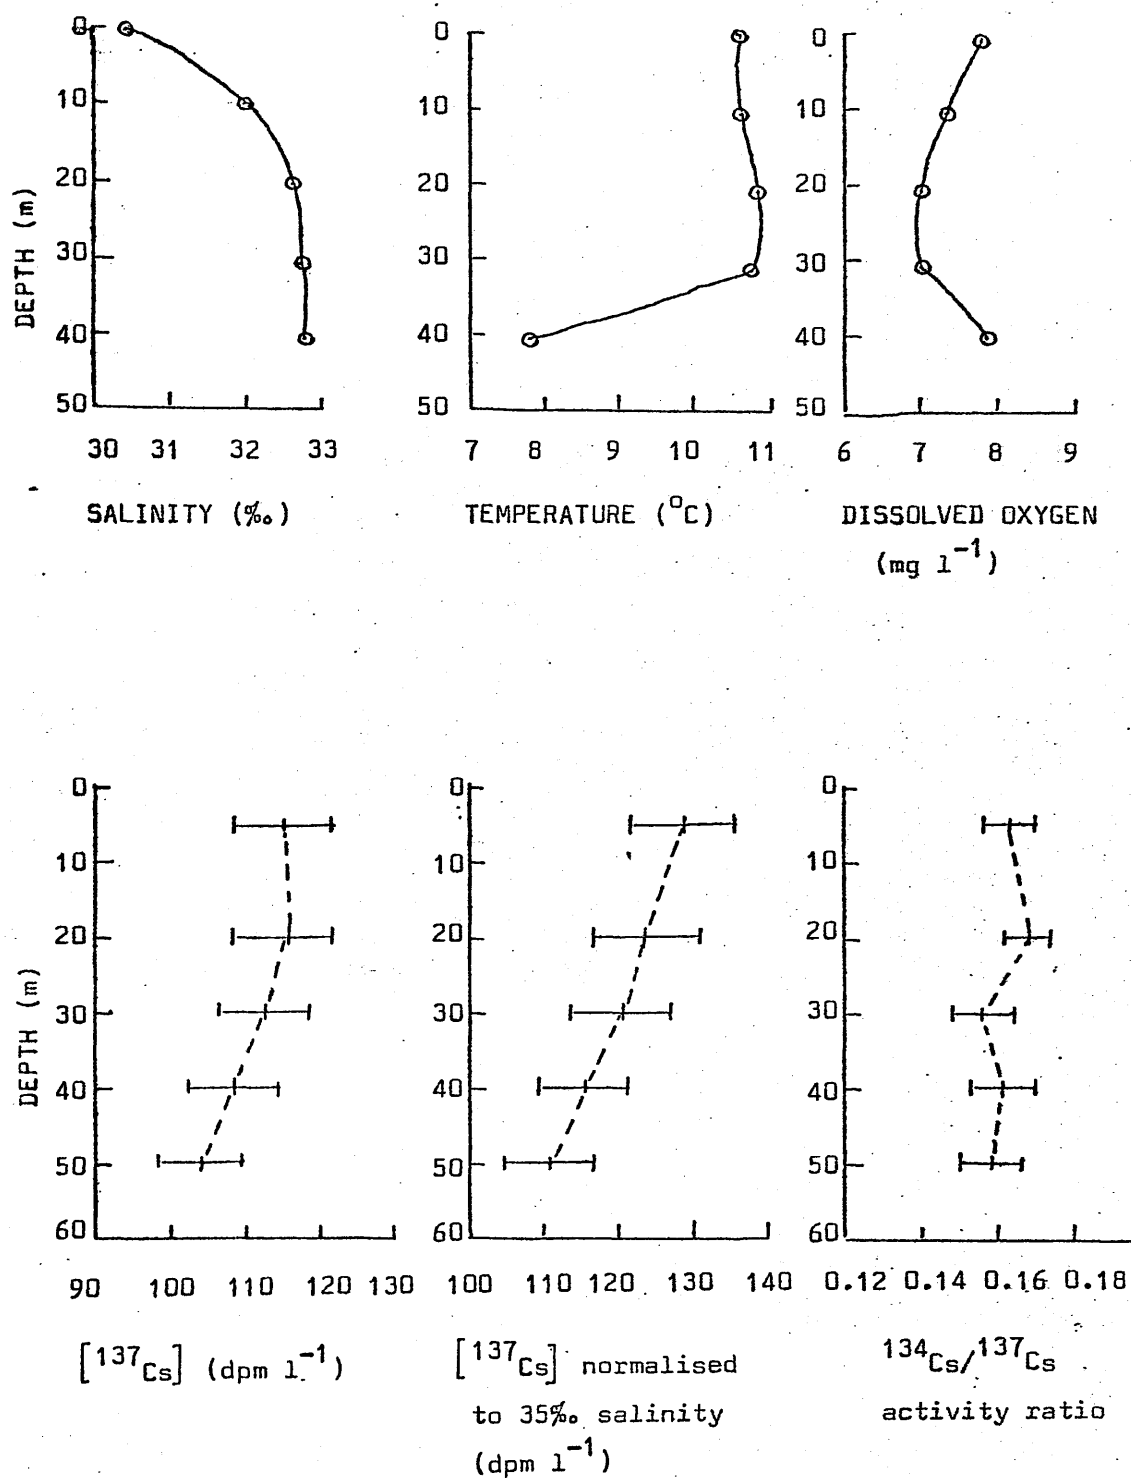 0
10
20
30
40
50
DEPTH (m)
30 31 32 33
SALINITY (‰)
0
10
20
30
40
50
7 8 9 10 11
TEMPERATURE (°C)
0
10
20
30
40
50
6 7 8 9
DISSOLVED OXYGEN
(mg l⁻¹)
0
10
20
30
40
50
60
DEPTH (m)
90 100 110 120 130
[¹³⁷Cs] (dpm l⁻¹)
0
10
20
30
40
50
60
100 110 120 130 140
[¹³⁷Cs] normalised
to 35‰ salinity
(dpm l⁻¹)
0
10
20
30
40
50
60
0.12 0.14 0.16 0.18
¹³⁴Cs/¹³⁷Cs
activity ratio